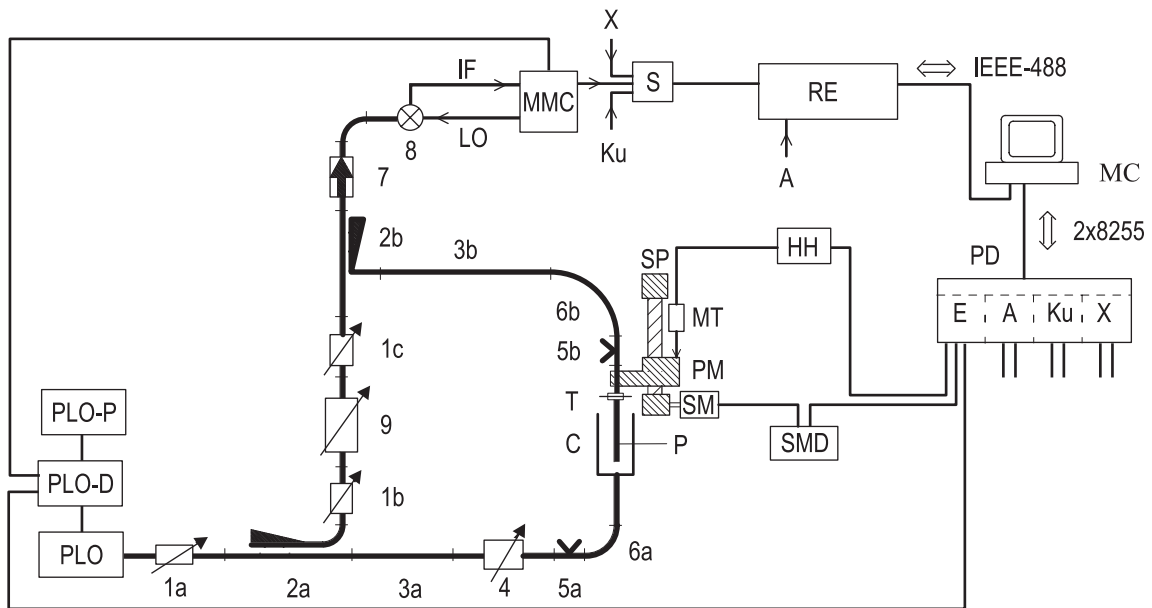 X
IF
IEEE-488
MMC
S
RE
LO
8
Ku
A
MC
7
2x8255
2b
3b
SP
HH
PD
E A Ku X
6b
MT
1c
5b
PM
PLO-P
T
SM
9
C
P
SMD
PLO-D
1b
PLO
6a
1a
2a
3a
4
5a